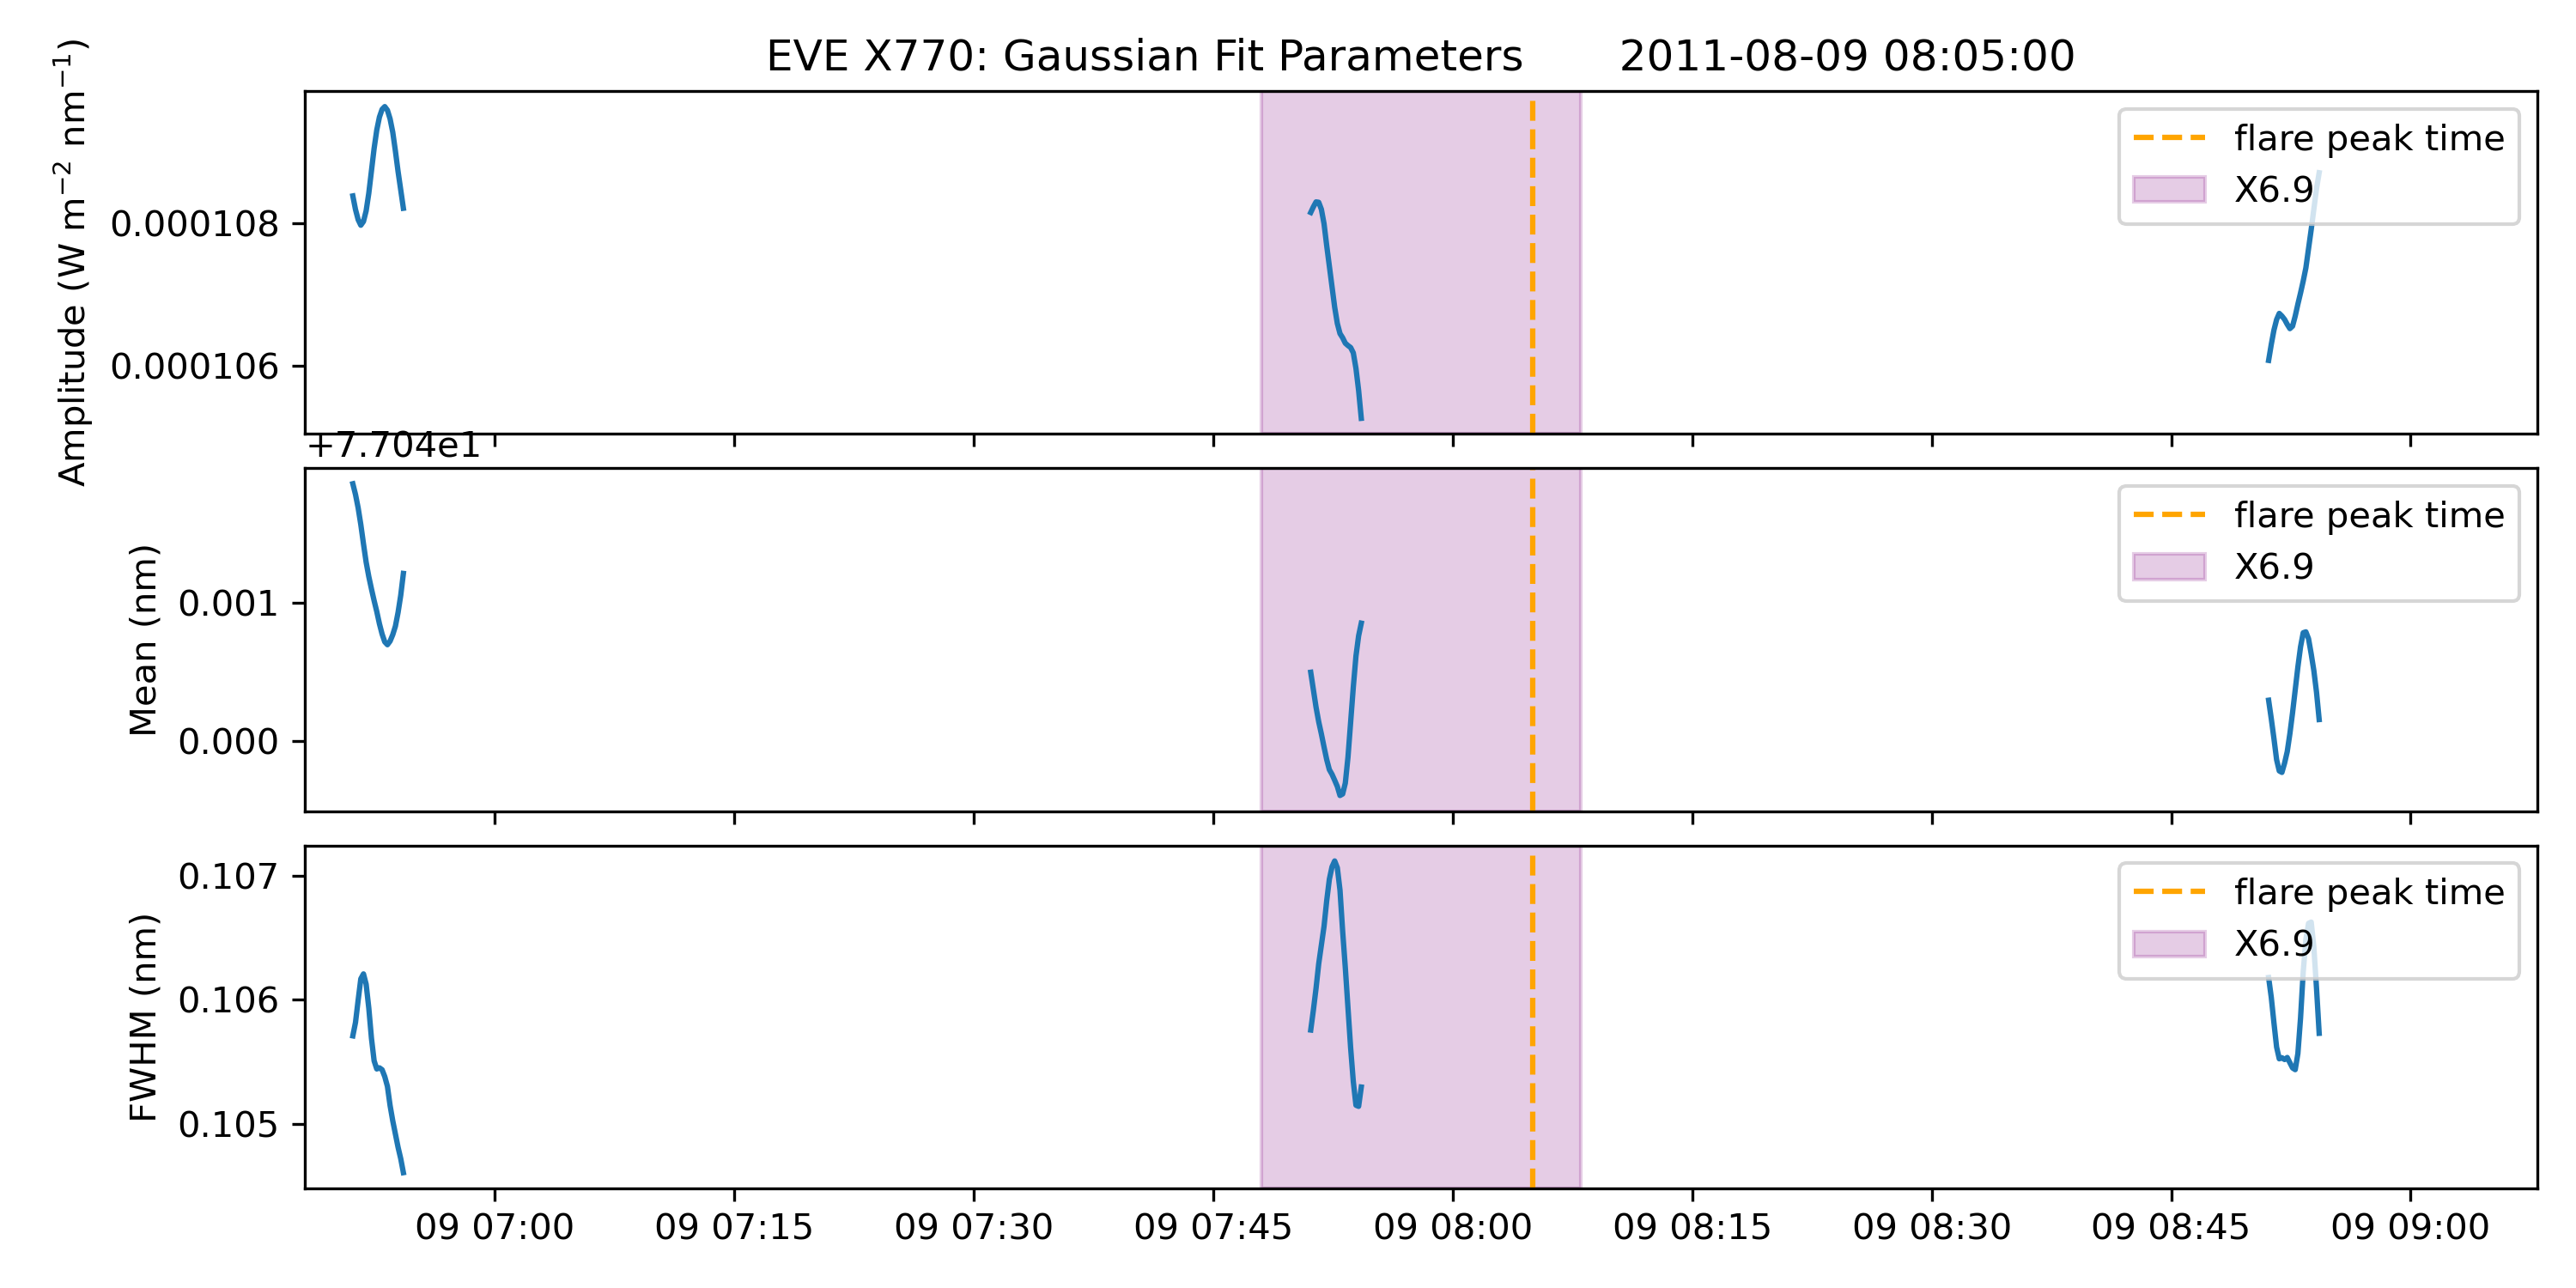 EVE X770: Gaussian Fit Parameters 2011-08-09 08:05:00
Amplitude (W m⁻² nm⁻¹)
0.000108
0.000106
flare peak time
X6.9
+7.704e1
Mean (nm)
0.001
0.000
flare peak time
X6.9
FWHM (nm)
0.107
0.106
0.105
flare peak time
X6.9
09 07:00 09 07:15 09 07:30 09 07:45 09 08:00 09 08:15 09 08:30 09 08:45 09 09:00